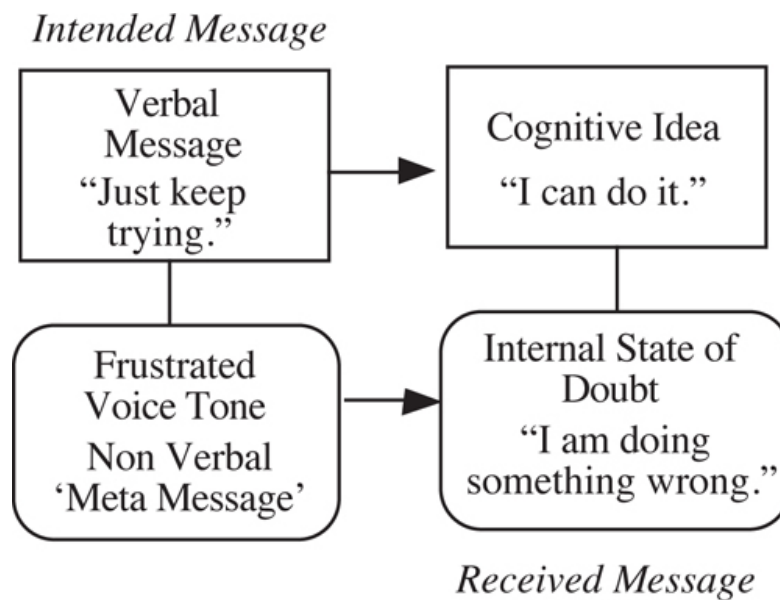 Intended Message
Verbal
Message
“Just keep
trying.”
Cognitive Idea
“I can do it.”
Frustrated
Voice Tone
Non Verbal
‘Meta Message’
Internal State of
Doubt
“I am doing
something wrong.”
Received Message